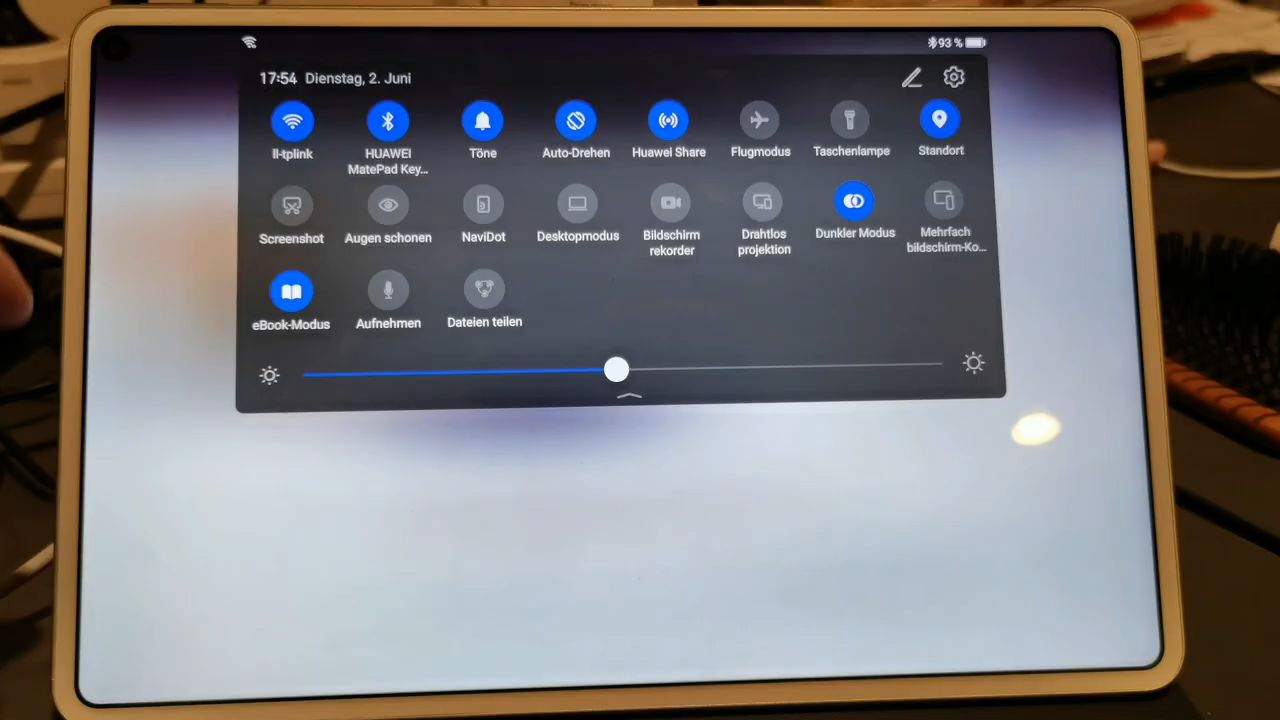 93 %
17:54 Dienstag, 2. Juni
ll-tplink
HUAWEI
MatePad Key...
Töne
Auto-Drehen
Huawei Share
Flugmodus
Taschenlampe
Standort
Screenshot
Augen schonen
NaviDot
Desktopmodus
Bildschirm
rekorder
Drahtlos
projektion
Dunkler Modus
Mehrfach
bildschirm-Ko...
eBook-Modus
Aufnehmen
Dateien teilen